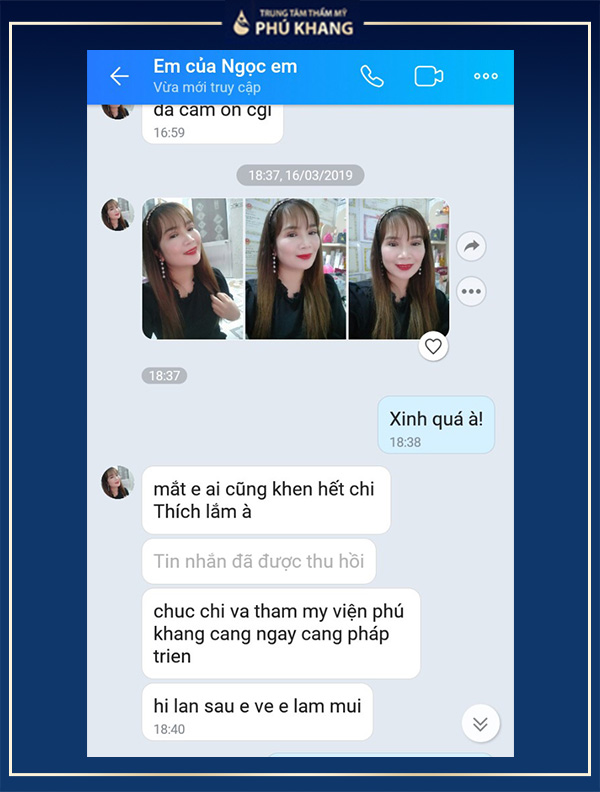 TRUNG TÂM THẨM MỸ
PHÚ KHANG
Em của Ngọc em
Vừa mới truy cập
da cam on cgi
16:59
18:37, 16/03/2019
18:37
Xinh quá à!
18:38
mắt e ai cũng khen hết chi
Thích lắm à
Tin nhắn đã được thu hồi
chuc chi va tham my viện phú
khang cang ngay cang pháp
trien
hi lan sau e ve e lam mui
18:40